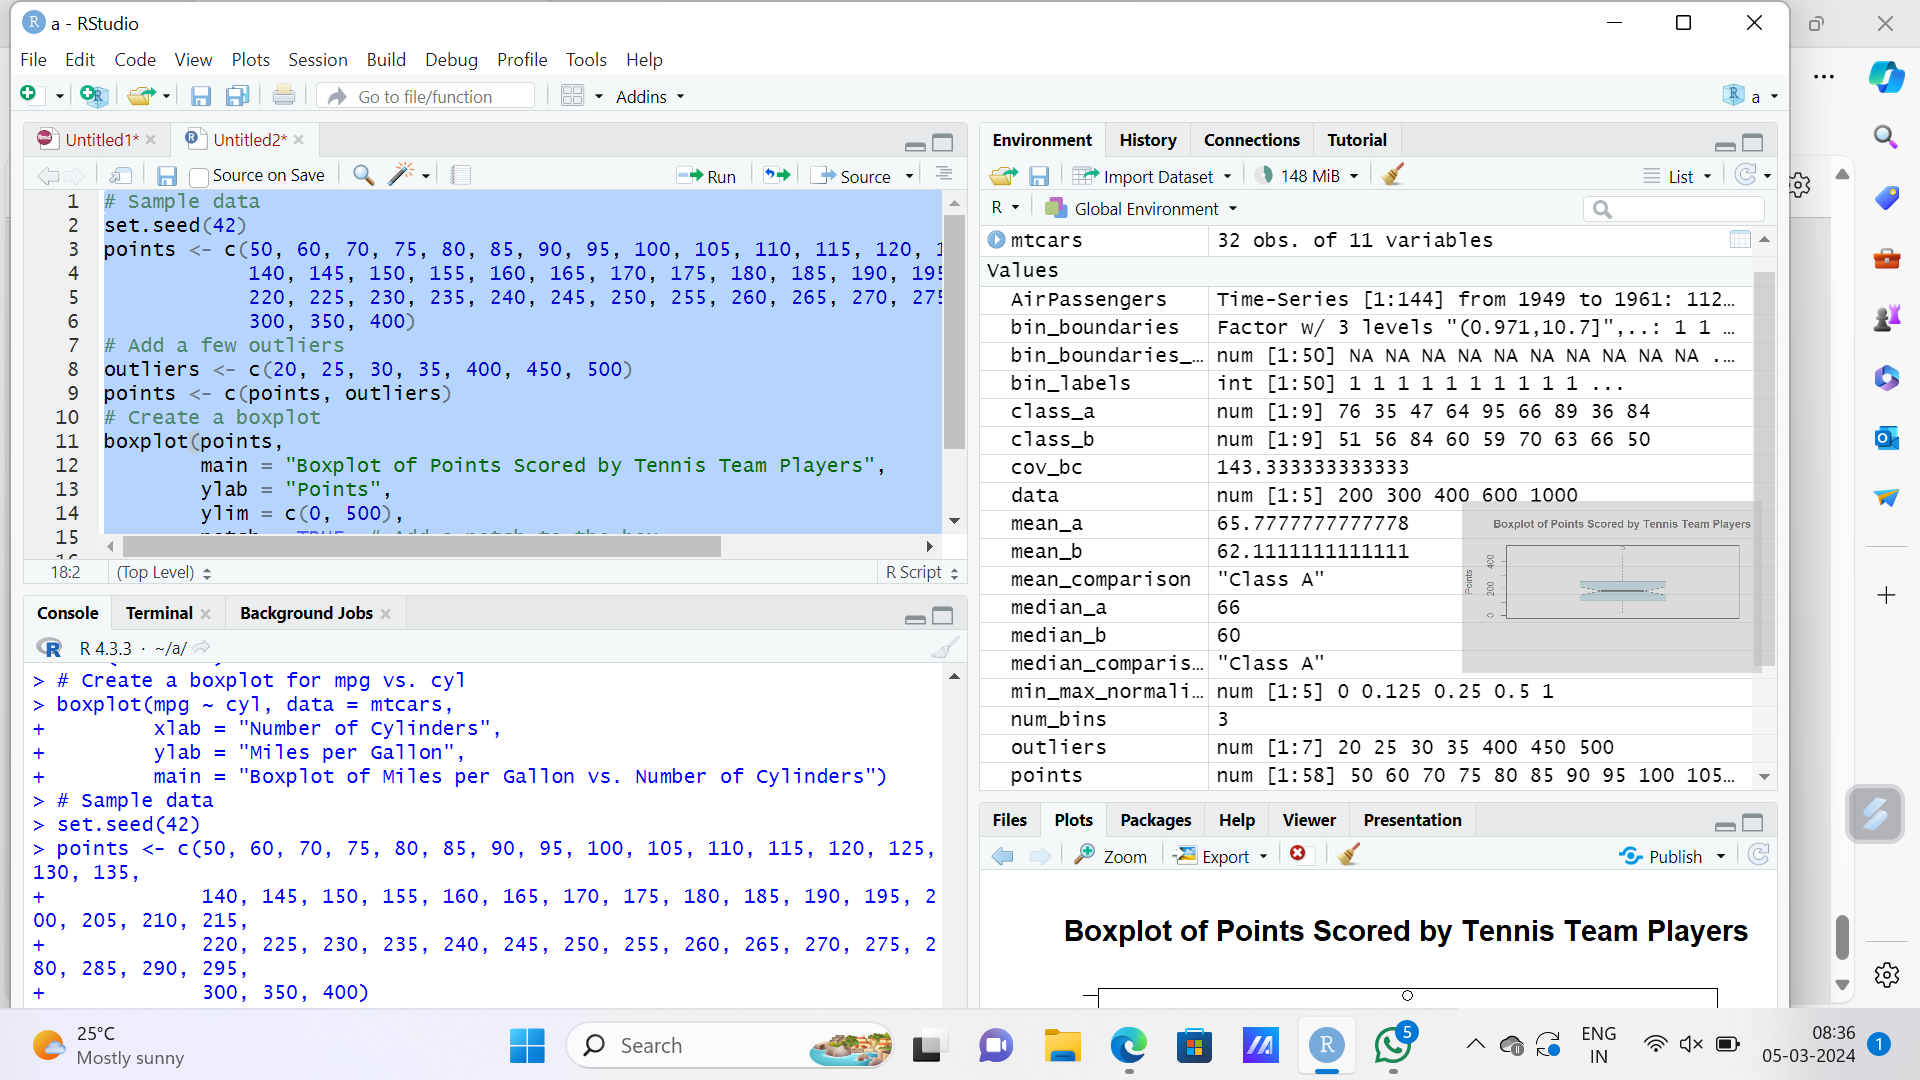 a - RStudio
File Edit Code View Plots Session Build Debug Profile Tools Help
Go to file/function Addins a
Untitled1* Untitled2*
Source on Save Run Source
1 # Sample data
2 set.seed(42)
3 points <- c(50, 60, 70, 75, 80, 85, 90, 95, 100, 105, 110, 115, 120, 1
4 140, 145, 150, 155, 160, 165, 170, 175, 180, 185, 190, 195
5 220, 225, 230, 235, 240, 245, 250, 255, 260, 265, 270, 275
6 300, 350, 400)
7 # Add a few outliers
8 outliers <- c(20, 25, 30, 35, 400, 450, 500)
9 points <- c(points, outliers)
10 # Create a boxplot
11 boxplot(points,
12 main = "Boxplot of Points Scored by Tennis Team Players",
13 ylab = "Points",
14 ylim = c(0, 500),
15
18:2 (Top Level) R Script
Console Terminal Background Jobs
R 4.3.3 · ~/a/
> # Create a boxplot for mpg vs. cyl
> boxplot(mpg ~ cyl, data = mtcars,
+ xlab = "Number of Cylinders",
+ ylab = "Miles per Gallon",
+ main = "Boxplot of Miles per Gallon vs. Number of Cylinders")
> # Sample data
> set.seed(42)
> points <- c(50, 60, 70, 75, 80, 85, 90, 95, 100, 105, 110, 115, 120, 125,
130, 135,
+ 140, 145, 150, 155, 160, 165, 170, 175, 180, 185, 190, 195, 2
00, 205, 210, 215,
+ 220, 225, 230, 235, 240, 245, 250, 255, 260, 265, 270, 275, 2
80, 285, 290, 295,
+ 300, 350, 400)
Environment History Connections Tutorial
Import Dataset 148 MiB List
R Global Environment
mtcars 32 obs. of 11 variables
Values
AirPassengers Time-Series [1:144] from 1949 to 1961: 112…
bin_boundaries Factor w/ 3 levels "(0.971,10.7]",..: 1 1 …
bin_boundaries_… num [1:50] NA NA NA NA NA NA NA NA NA NA .…
bin_labels int [1:50] 1 1 1 1 1 1 1 1 1 1 ...
class_a num [1:9] 76 35 47 64 95 66 89 36 84
class_b num [1:9] 51 56 84 60 59 70 63 66 50
cov_bc 143.333333333333
data num [1:5] 200 300 400 600 1000
mean_a 65.7777777777778
mean_b 62.1111111111111
mean_comparison "Class A"
median_a 66
median_b 60
median_comparis… "Class A"
min_max_normali… num [1:5] 0 0.125 0.25 0.5 1
num_bins 3
outliers num [1:7] 20 25 30 35 400 450 500
points num [1:58] 50 60 70 75 80 85 90 95 100 105…
Boxplot of Points Scored by Tennis Team Players
Points
0 200 400
Files Plots Packages Help Viewer Presentation
Zoom Export Publish
Boxplot of Points Scored by Tennis Team Players
25°C
Mostly sunny
Search
5
ENG
IN
08:36
05-03-2024
1